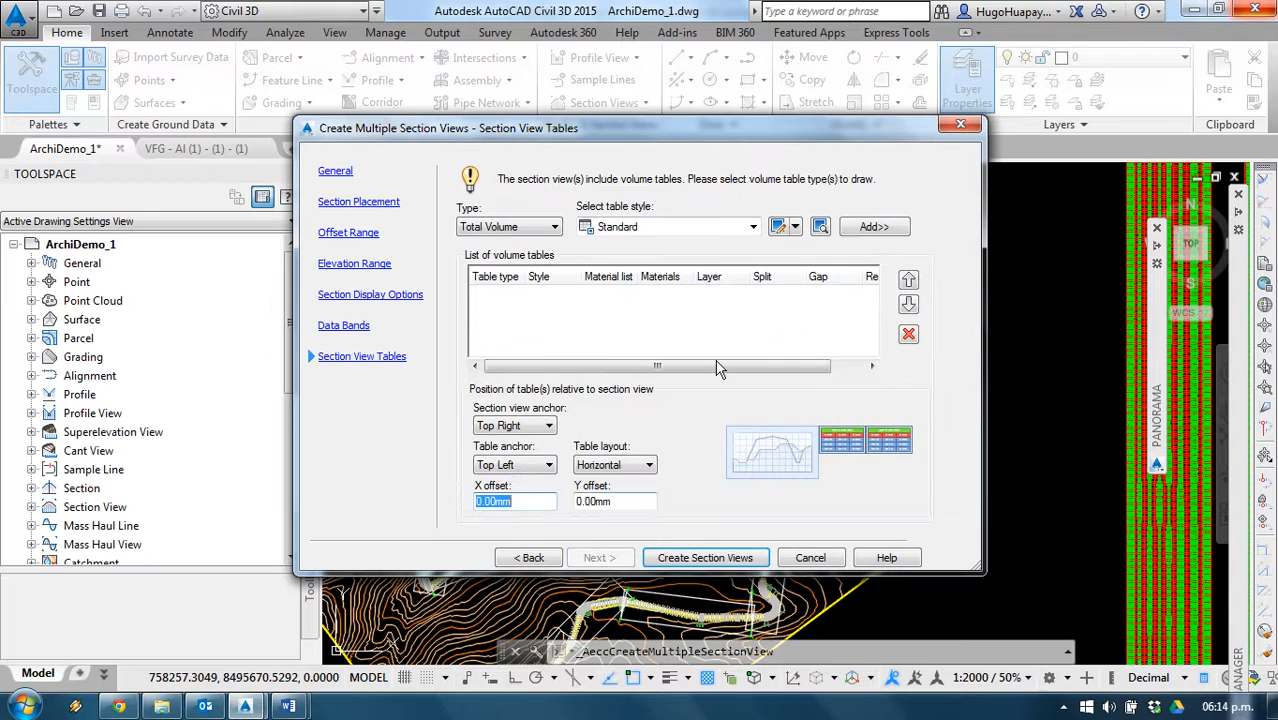 Civil 3D
Autodesk AutoCAD Civil 3D 2015 ArchiDemo_1.dwg
Type a keyword or phrase
HugoHuapay...
C3D
Home Insert Annotate Modify Analyze View Manage Output Survey Autodesk 360 Help Add-ins BIM 360 Featured Apps Express Tools
Toolspace
Import Survey Data
Points
Surfaces
Parcel
Feature Line
Grading
Alignment
Profile
Corridor
Intersections
Assembly
Pipe Network
Profile View
Sample Lines
Section Views
Move
Copy
Stretch
Layer Properties
0
Paste
Palettes
Create Ground Data
Layers
Clipboard
ArchiDemo_1*
VFG - AI (1) - (1) - (1)
TOOLSPACE
Active Drawing Settings View
ArchiDemo_1
General
Point
Point Cloud
Surface
Parcel
Grading
Alignment
Profile
Profile View
Superelevation View
Cant View
Sample Line
Section
Section View
Mass Haul Line
Mass Haul View
Catchment
Create Multiple Section Views - Section View Tables
General
Section Placement
Offset Range
Elevation Range
Section Display Options
Data Bands
Section View Tables
The section view(s) include volume tables. Please select volume table type(s) to draw.
Type:
Select table style:
Total Volume
Standard
Add>>
List of volume tables
Table type Style Material list Materials Layer Split Gap Re
Position of table(s) relative to section view
Section view anchor:
Top Right
Table anchor:
Table layout:
Top Left
Horizontal
X offset:
Y offset:
0.00mm
0.00mm
< Back
Next >
Create Section Views
Cancel
Help
N
TOP
S
WCS
PANORAMA
_AeccCreateMultipleSectionView
Model
758257.3049, 8495670.5292, 0.0000
MODEL
1:2000 / 50%
Decimal
06:14 p.m.